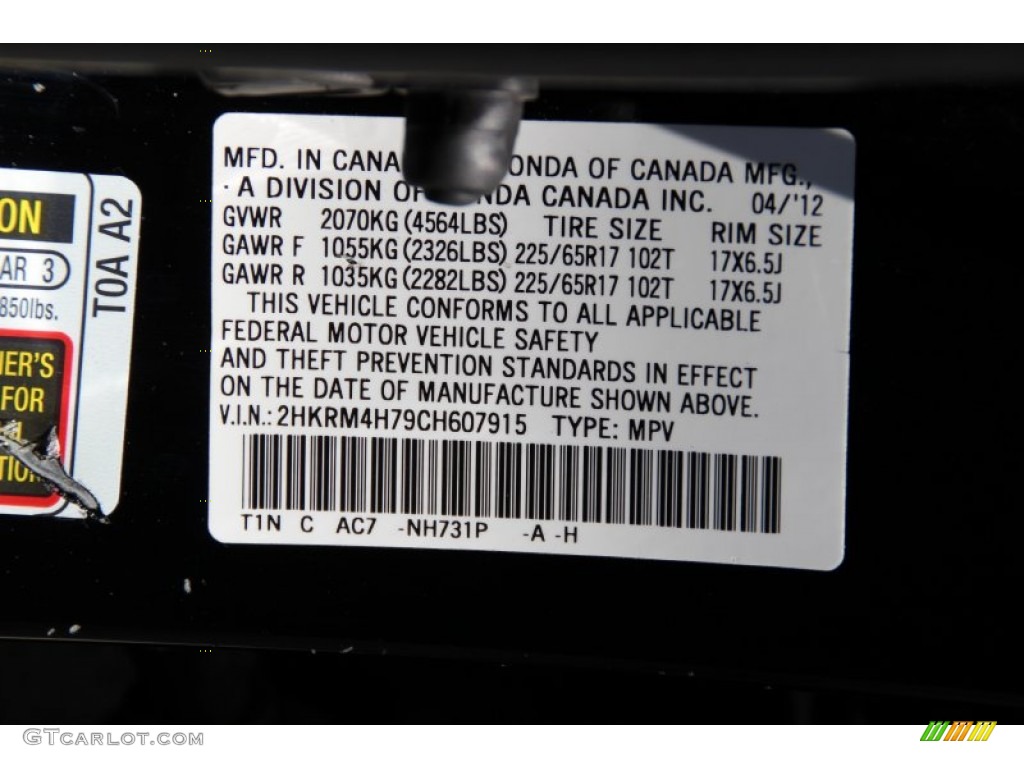 MFD. IN CANA ONDA OF CANADA MFG.,
· A DIVISION OF NDA CANADA INC. 04/'12
GVWR 2070KG (4564LBS) TIRE SIZE RIM SIZE
GAWR F 1055KG (2326LBS) 225/65R17 102T 17X6.5J
GAWR R 1035KG (2282LBS) 225/65R17 102T 17X6.5J
THIS VEHICLE CONFORMS TO ALL APPLICABLE
FEDERAL MOTOR VEHICLE SAFETY
AND THEFT PREVENTION STANDARDS IN EFFECT
ON THE DATE OF MANUFACTURE SHOWN ABOVE.
V.I.N.: 2HKRM4H79CH607915 TYPE: MPV
T1N C AC7 -NH731P -A -H
ON
AR 3
850lbs.
ER'S
FOR
TION
T0A A2
GTCARLOT.COM